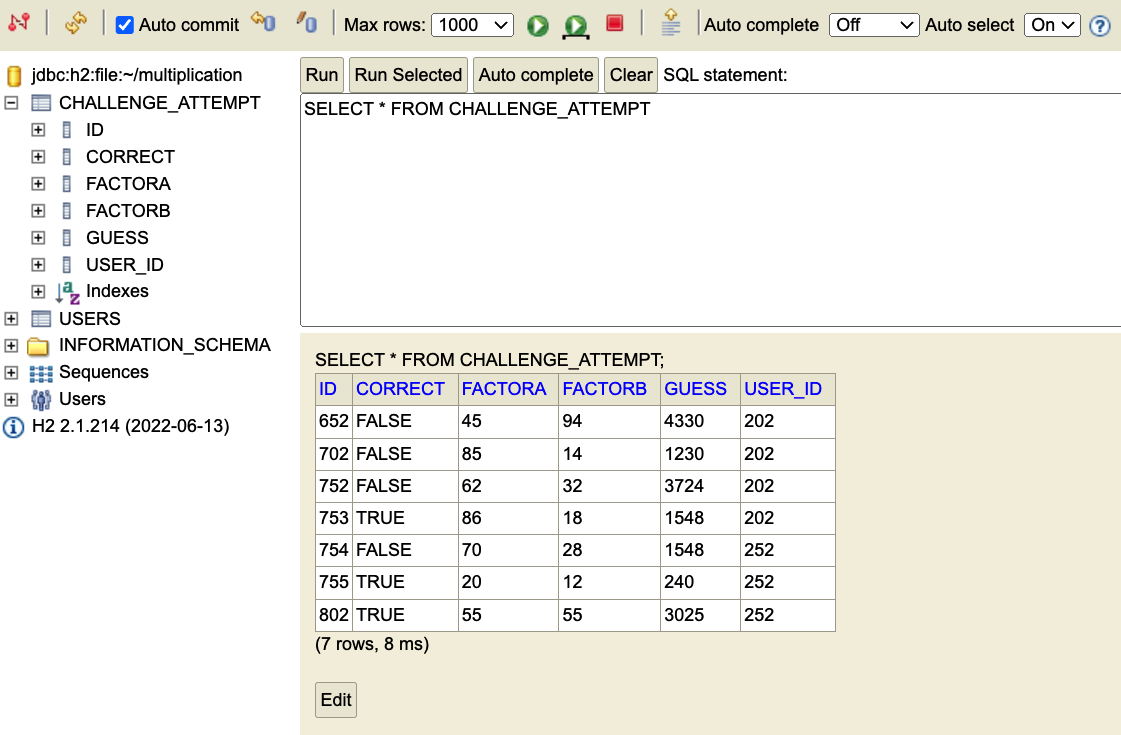 Auto commit Max rows: 1000 Auto complete Off Auto select On ?
jdbc:h2:file:~/multiplication
CHALLENGE_ATTEMPT
ID
CORRECT
FACTORA
FACTORB
GUESS
USER_ID
Indexes
USERS
INFORMATION_SCHEMA
Sequences
Users
H2 2.1.214 (2022-06-13)
Run Run Selected Auto complete Clear SQL statement:
SELECT * FROM CHALLENGE_ATTEMPT
SELECT * FROM CHALLENGE_ATTEMPT;
ID CORRECT FACTORA FACTORB GUESS USER_ID
652 FALSE 45 94 4330 202
702 FALSE 85 14 1230 202
752 FALSE 62 32 3724 202
753 TRUE 86 18 1548 202
754 FALSE 70 28 1548 252
755 TRUE 20 12 240 252
802 TRUE 55 55 3025 252
(7 rows, 8 ms)
Edit